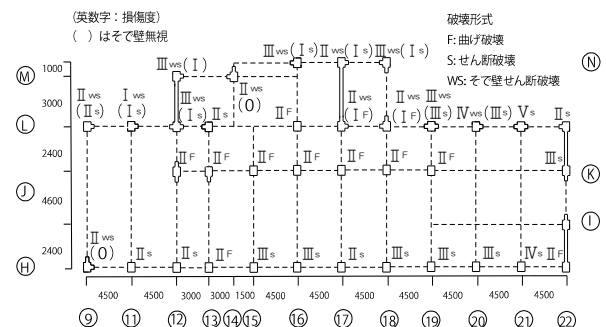 (英数字：損傷度)
( ) はそで壁無視
破壊形式
F: 曲げ破壊
S: せん断破壊
WS: そで壁せん断破壊
Ⅲws(Ⅰ) Ⅲws(Ⅰs) Ⅱws(Ⅰs) Ⅲws(Ⅰs) Ⓝ
Ⓜ 1000
Ⅱws (0)
3000
Ⅱws (Ⅱs) Ⅰws (Ⅰs) Ⅲws (Ⅰs) Ⅱs ⅡF Ⅱws (ⅠF) Ⅱws (ⅠF) Ⅲws (Ⅲs) Ⅳws (Ⅲs) Ⅴs Ⅱs
Ⓛ
2400 ⅡF ⅡF ⅡF ⅡF ⅡF ⅡF ⅡF Ⅲs
Ⓙ Ⓚ
4600
Ⓘ
2400 Ⅱws (0) Ⅱs Ⅱs ⅡF Ⅲs Ⅲs Ⅱs Ⅲs Ⅲs Ⅲs Ⅳs ⅡF
Ⓗ
4500 4500 3000 3000 1500 4500 4500 4500 4500 4500 4500
⑨ ⑪ ⑫ ⑬ ⑭ ⑮ ⑯ ⑰ ⑱ ⑲ ⑳ ㉑ ㉒